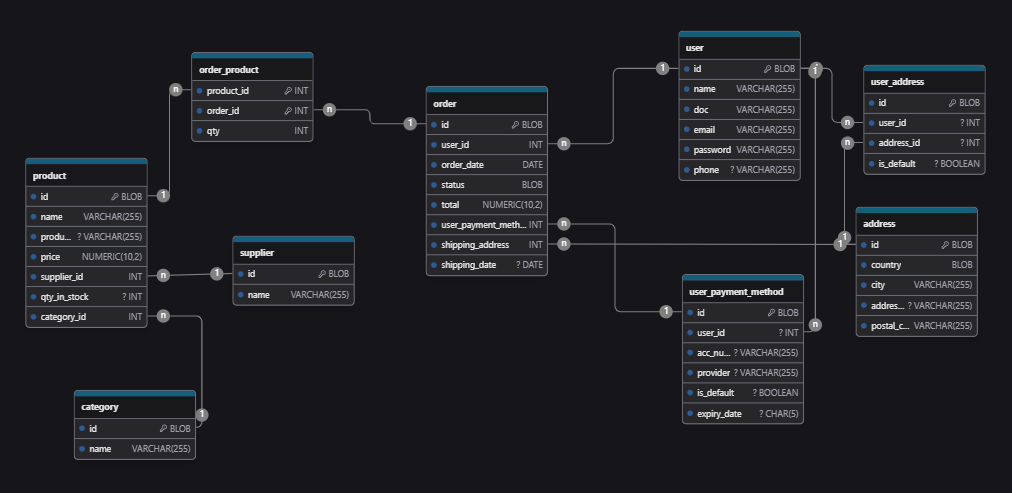 order_product
product_id INT
order_id INT
qty INT
product
id BLOB
name VARCHAR(255)
produ... ? VARCHAR(255)
price NUMERIC(10,2)
supplier_id INT
qty_in_stock ? INT
category_id INT
supplier
id BLOB
name VARCHAR(255)
category
id BLOB
name VARCHAR(255)
order
id BLOB
user_id INT
order_date DATE
status BLOB
total NUMERIC(10,2)
user_payment_meth... INT
shipping_address INT
shipping_date ? DATE
user
id BLOB
name VARCHAR(255)
doc VARCHAR(255)
email VARCHAR(255)
password VARCHAR(255)
phone ? VARCHAR(255)
user_address
id BLOB
user_id ? INT
address_id ? INT
is_default ? BOOLEAN
address
id BLOB
country BLOB
city VARCHAR(255)
addres... ? VARCHAR(255)
postal_c... VARCHAR(255)
user_payment_method
id BLOB
user_id ? INT
acc_nu... ? VARCHAR(255)
provider ? VARCHAR(255)
is_default ? BOOLEAN
expiry_date ? CHAR(5)
n
1
n
1
n
1
n
1
n
1
n
1
n
1
1
n
n
1
1
n